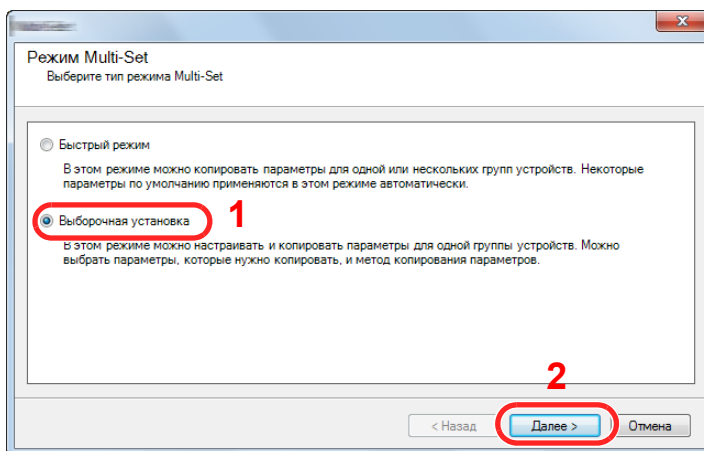 Режим Multi-Set
Выберите тип режима Multi-Set
Быстрый режим
В этом режиме можно копировать параметры для одной или нескольких групп устройств. Некоторые
параметры по умолчанию применяются в этом режиме автоматически.
Выборочная установка 1
В этом режиме можно настраивать и копировать параметры для одной группы устройств. Можно
выбрать параметры, которые нужно копировать, и метод копирования параметров.
2
< Назад Далее > Отмена